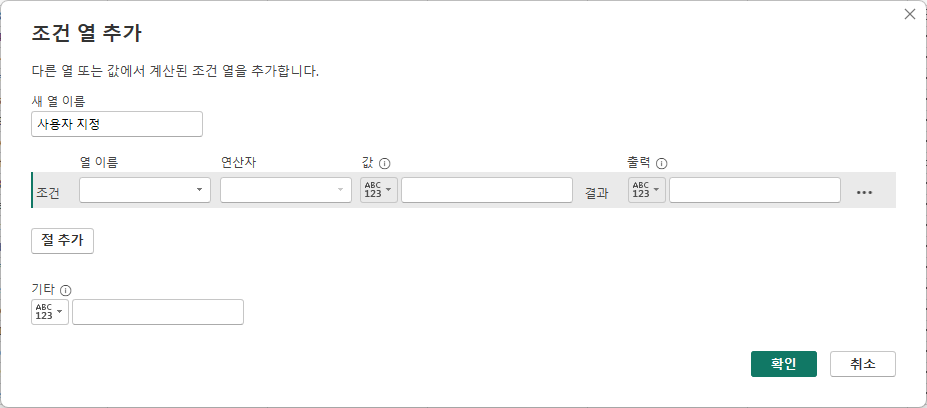 조건 열 추가
다른 열 또는 값에서 계산된 조건 열을 추가합니다.
새 열 이름
사용자 지정
열 이름 연산자 값 출력
조건 ABC 123 결과 ABC 123 •••
절 추가
기타
ABC 123
확인 취소